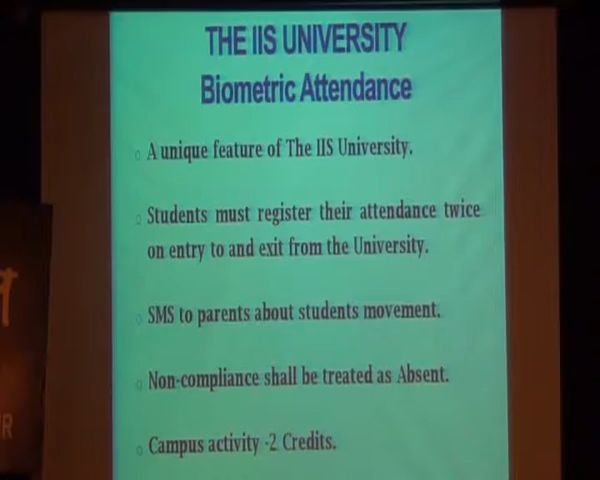 THE IIS UNIVERSITY
Biometric Attendance
A unique feature of The IIS University.
Students must register their attendance twice
on entry to and exit from the University.
SMS to parents about students movement.
Non-compliance shall be treated as Absent.
Campus activity -2 Credits.